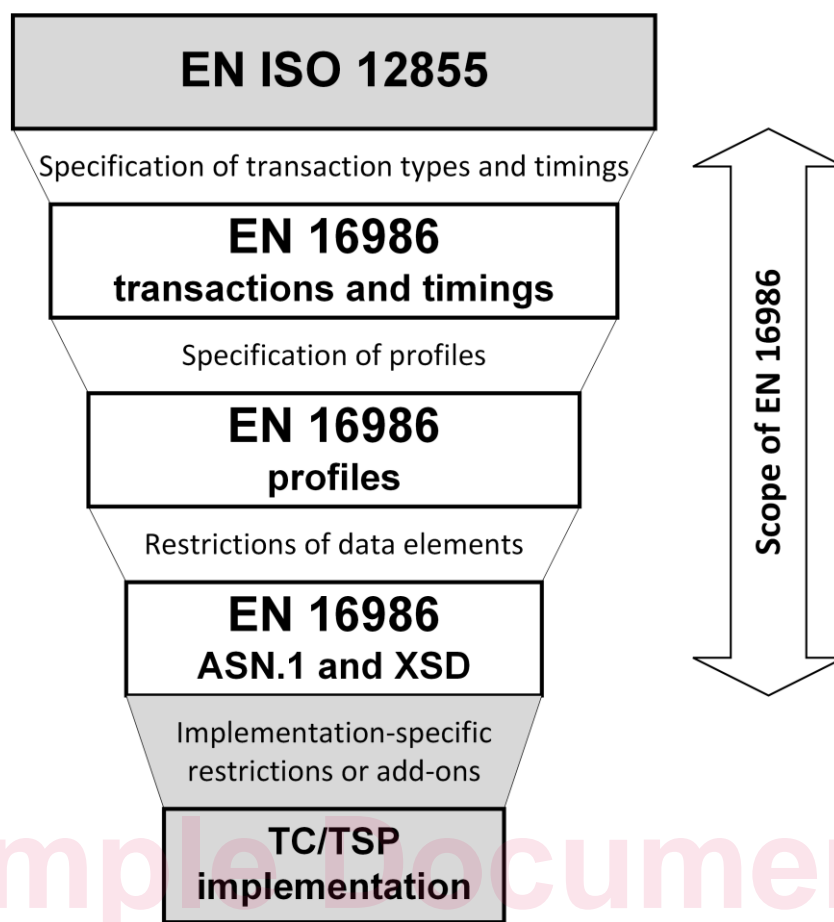 EN ISO 12855
Specification of transaction types and timings
EN 16986
transactions and timings
Specification of profiles
EN 16986
profiles
Restrictions of data elements
EN 16986
ASN.1 and XSD
Implementation-specific
restrictions or add-ons
TC/TSP
implementation
Scope of EN 16986
mple Documen